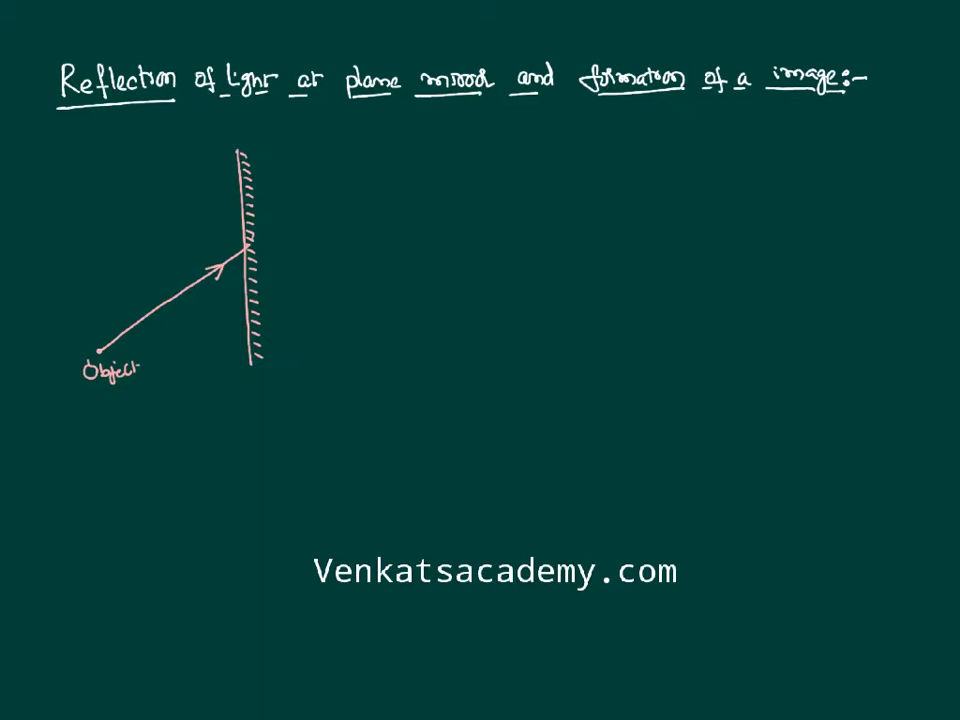 Reflection of light at plane mirror and formation of a image:-
Object
Venkatsacademy.com